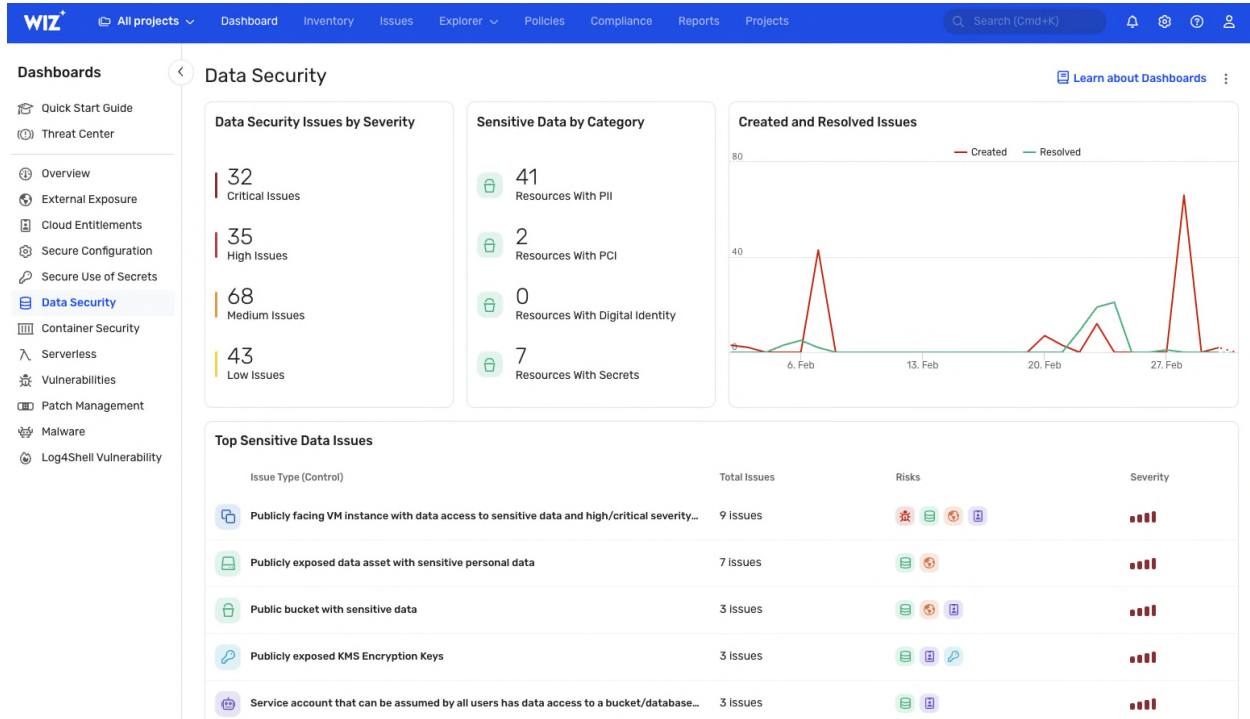 WIZ
All projects
Dashboard
Inventory
Issues
Explorer
Policies
Compliance
Reports
Projects
Search (Cmd+K)
Dashboards
Quick Start Guide
Threat Center
Overview
External Exposure
Cloud Entitlements
Secure Configuration
Secure Use of Secrets
Data Security
Container Security
Serverless
Vulnerabilities
Patch Management
Malware
Log4Shell Vulnerability
Data Security
Learn about Dashboards
Data Security Issues by Severity
32
Critical Issues
35
High Issues
68
Medium Issues
43
Low Issues
Sensitive Data by Category
41
Resources With PII
2
Resources With PCI
0
Resources With Digital Identity
7
Resources With Secrets
Created and Resolved Issues
Created
Resolved
80
40
0
6. Feb
13. Feb
20. Feb
27. Feb
Top Sensitive Data Issues
Issue Type (Control)
Total Issues
Risks
Severity
Publicly facing VM instance with data access to sensitive data and high/critical severity...
9 issues
Publicly exposed data asset with sensitive personal data
7 issues
Public bucket with sensitive data
3 issues
Publicly exposed KMS Encryption Keys
3 issues
Service account that can be assumed by all users has data access to a bucket/database...
3 issues